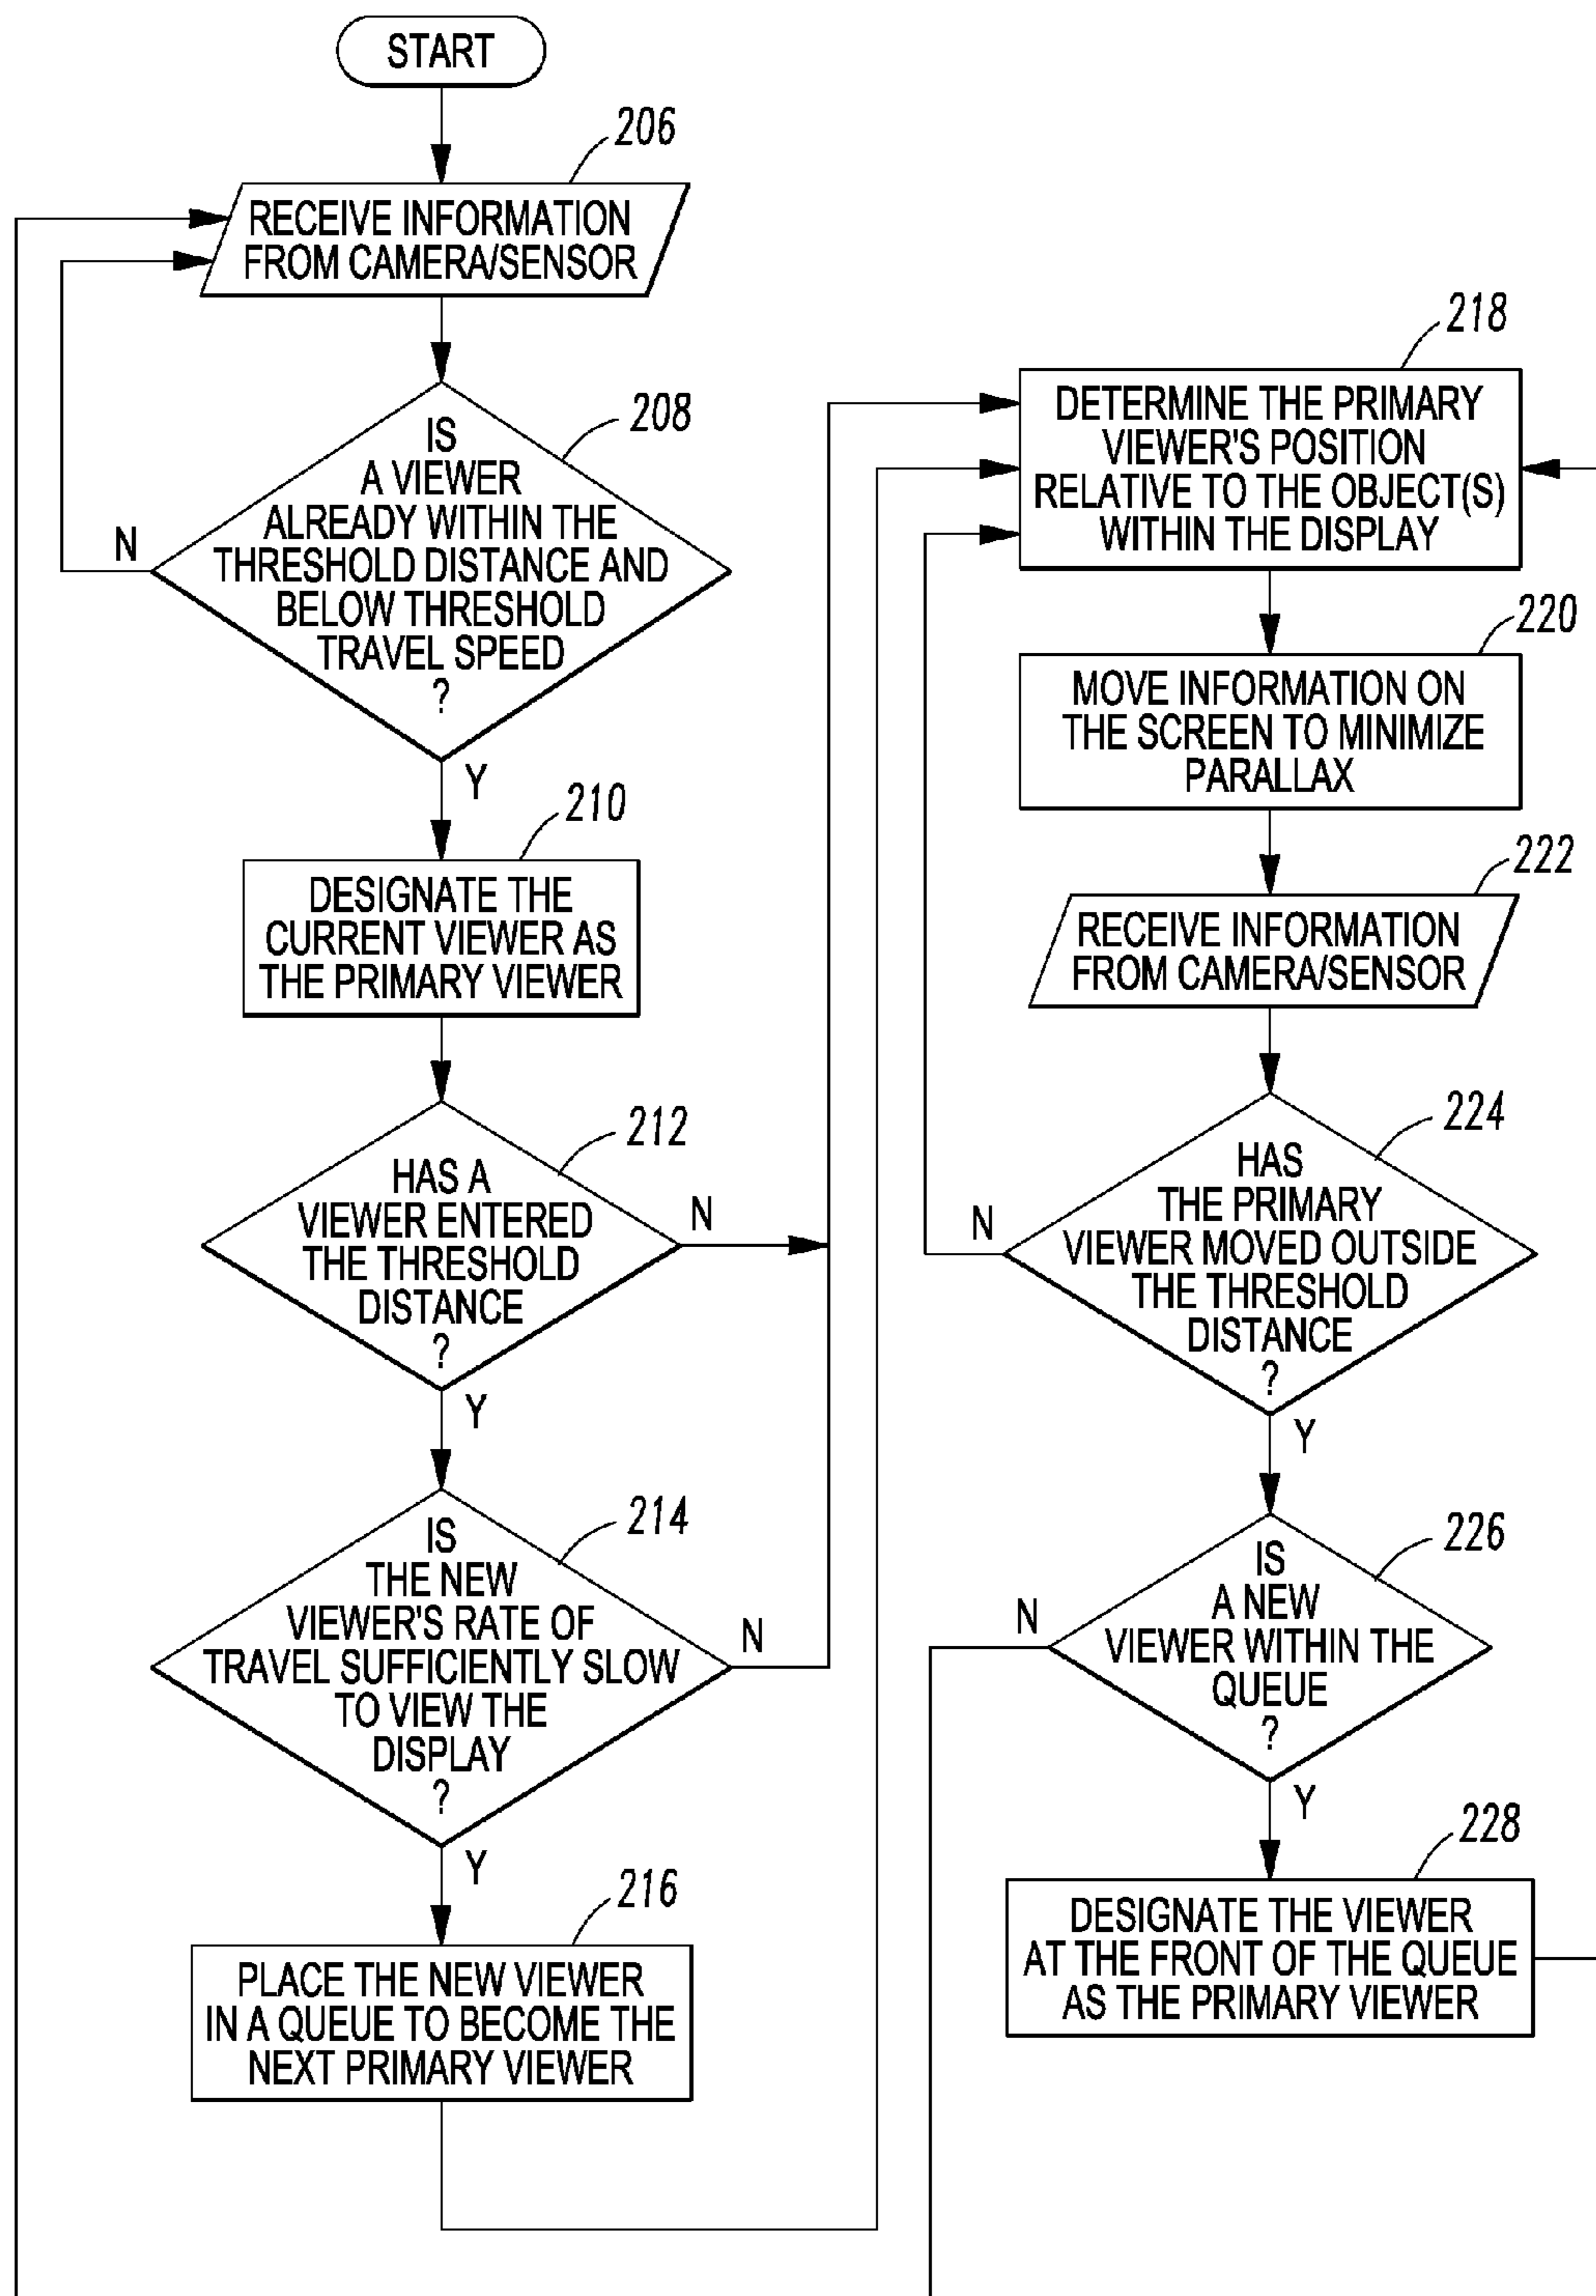 START
206
RECEIVE INFORMATION
FROM CAMERA/SENSOR
208
IS
A VIEWER
ALREADY WITHIN THE
THRESHOLD DISTANCE AND
BELOW THRESHOLD
TRAVEL SPEED
?
N
Y
210
DESIGNATE THE
CURRENT VIEWER AS
THE PRIMARY VIEWER
212
HAS A
VIEWER ENTERED
THE THRESHOLD
DISTANCE
?
N
Y
214
IS
THE NEW
VIEWER'S RATE OF
TRAVEL SUFFICIENTLY SLOW
TO VIEW THE
DISPLAY
?
N
Y
216
PLACE THE NEW VIEWER
IN A QUEUE TO BECOME THE
NEXT PRIMARY VIEWER
218
DETERMINE THE PRIMARY
VIEWER'S POSITION
RELATIVE TO THE OBJECT(S)
WITHIN THE DISPLAY
220
MOVE INFORMATION ON
THE SCREEN TO MINIMIZE
PARALLAX
222
RECEIVE INFORMATION
FROM CAMERA/SENSOR
224
HAS
THE PRIMARY
VIEWER MOVED OUTSIDE
THE THRESHOLD
DISTANCE
?
N
Y
226
IS
A NEW
VIEWER WITHIN THE
QUEUE
?
N
Y
228
DESIGNATE THE VIEWER
AT THE FRONT OF THE QUEUE
AS THE PRIMARY VIEWER